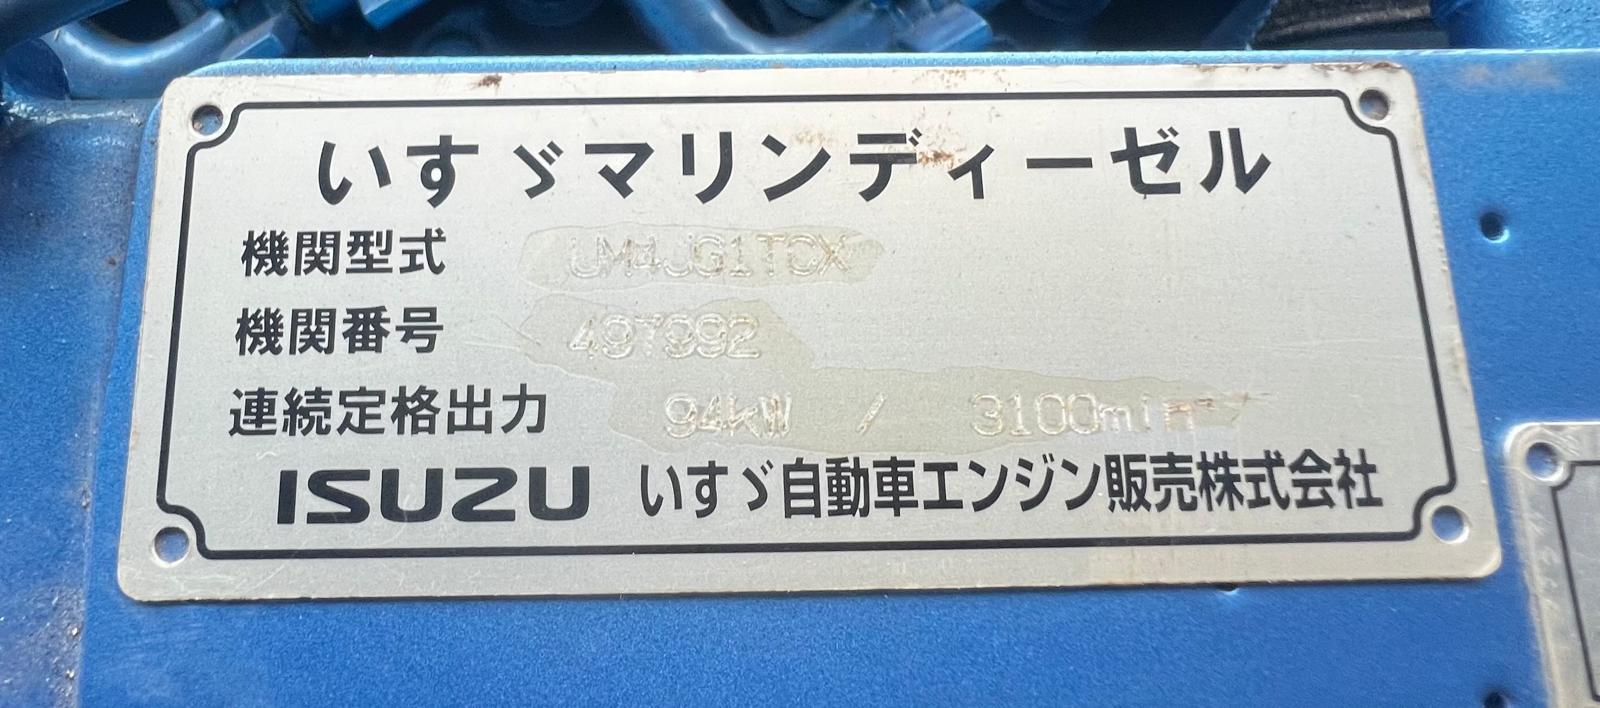 いすゞマリンディーゼル
機関型式 UM4JG1TCX
機関番号 497992
連続定格出力 94kW / 3100min⁻¹
ISUZU いすゞ自動車エンジン販売株式会社